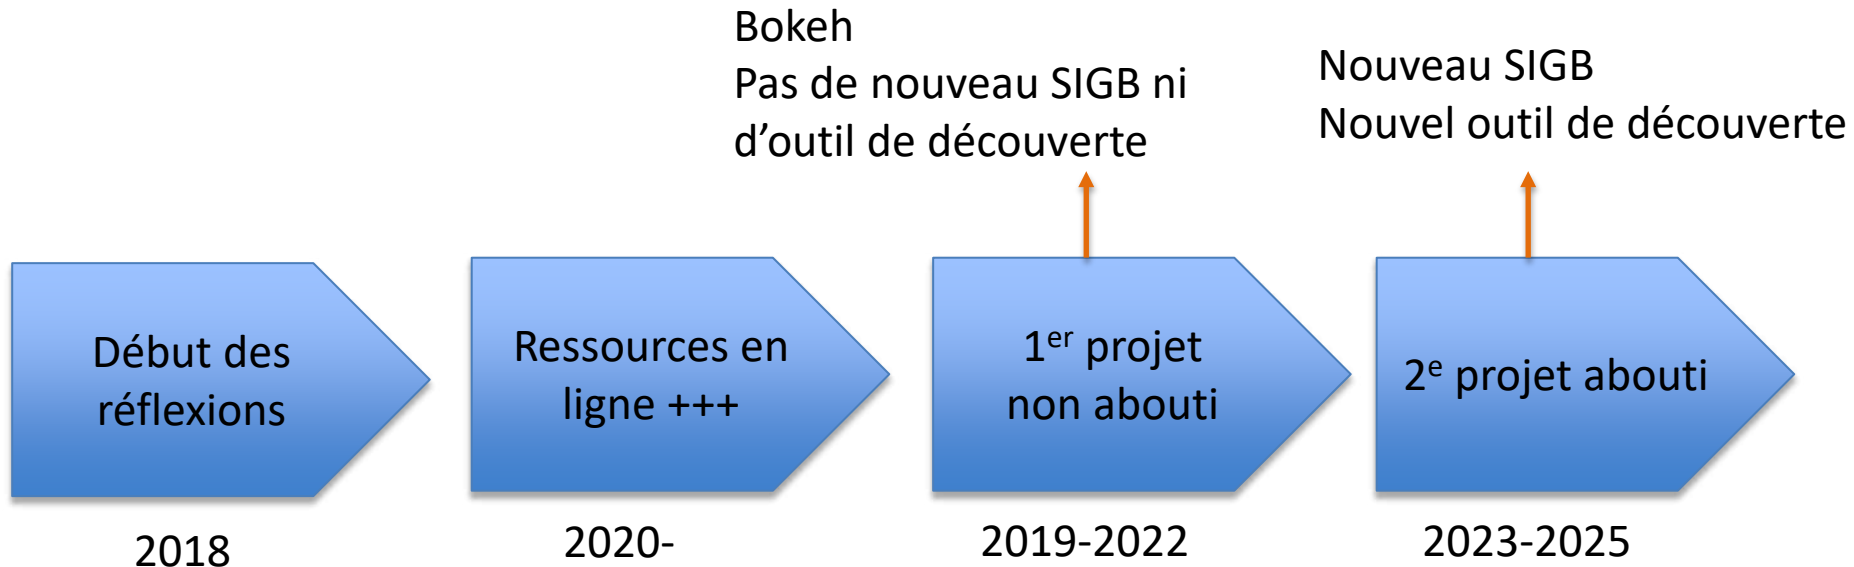 Bokeh
Pas de nouveau SIGB ni
d’outil de découverte
Nouveau SIGB
Nouvel outil de découverte
Début des
réflexions
Ressources en
ligne +++
1er projet
non abouti
2e projet abouti
2018
2020-
2019-2022
2023-2025